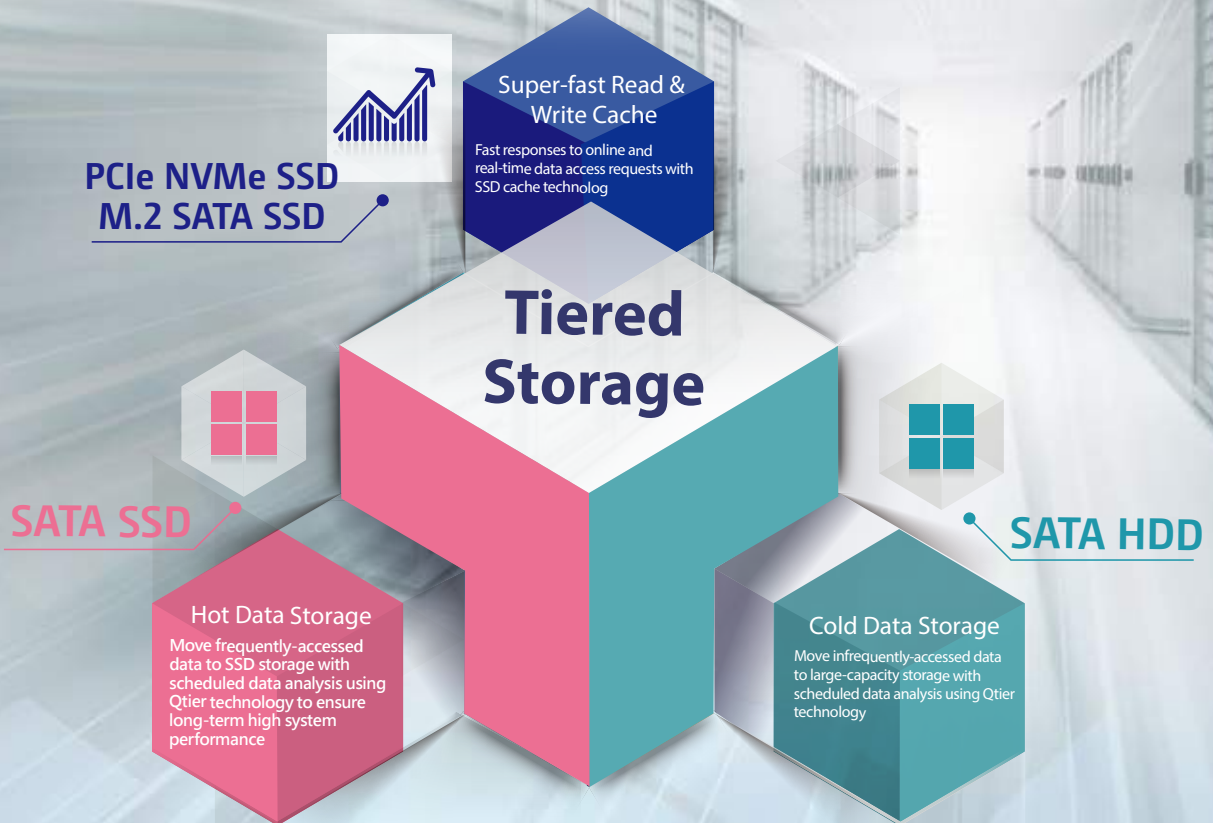 Super-fast Read &
Write Cache
Fast responses to online and
real-time data access requests with
SSD cache technolog
PCIe NVMe SSD
M.2 SATA SSD
Tiered
Storage
SATA SSD
SATA HDD
Hot Data Storage
Move frequently-accessed
data to SSD storage with
scheduled data analysis using
Qtier technology to ensure
long-term high system
performance
Cold Data Storage
Move infrequently-accessed data
to large-capacity storage with
scheduled data analysis using Qtier
technology